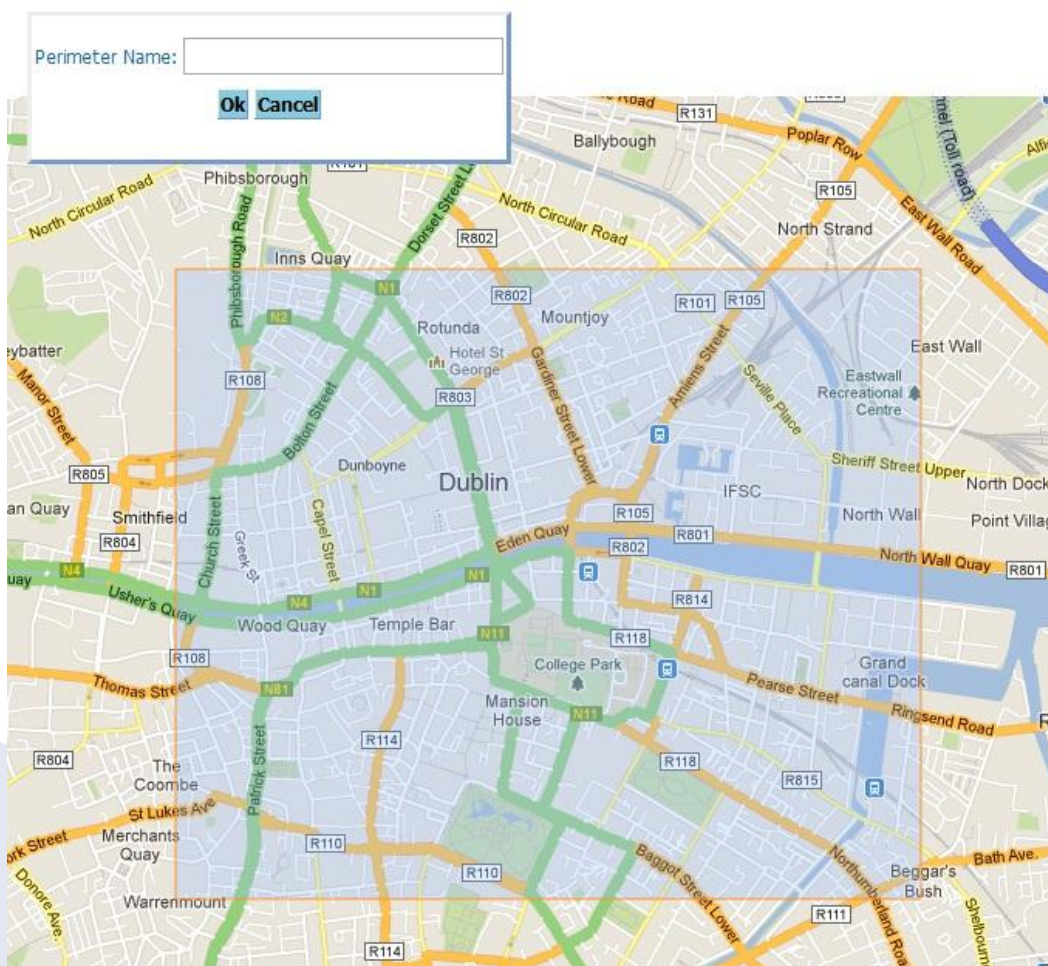 Perimeter Name:
Ok Cancel
R131
Ballybough
Poplar Row
Phibsborough
North Circular Road
Dorset Street
R105
Tunnel (Toll road)
East Wall Road
R802
North Circular Road
North Strand
Phibsborough Road
Inns Quay
N1
R802
R101
R105
N2
Rotunda
Mountjoy
East Wall
Hotel St
George
R108
R803
Gardiner Street Lower
Amiens Street
Seville Place
Eastwall
Recreational
Centre
Manor Street
Bolton Street
Dunboyne
Dublin
Sheriff Street Upper
R805
IFSC
North Dock
Smithfield
Capel Street
R105
North Wall
Point Villag
an Quay
R804
Church Street
Greek St
Eden Quay
R802
R801
North Wall Quay
R801
N4
uay
Usher's Quay
N4
N1
N1
R814
Wood Quay
Temple Bar
N11
R118
R108
College Park
Grand
canal Dock
Thomas Street
N81
Mansion
House
N11
Pearse Street
Ringsend Road
R
R804
R114
R118
R815
The
Coombe
Patrick Street
St Lukes Ave
Merchants
Quay
R110
R110
Baggot Street Lower
Northumberland Roa
Bath Ave.
Beggar's
Bush
ork Street
Donore Ave.
Warrenmount
R111
Shelbourn
R114